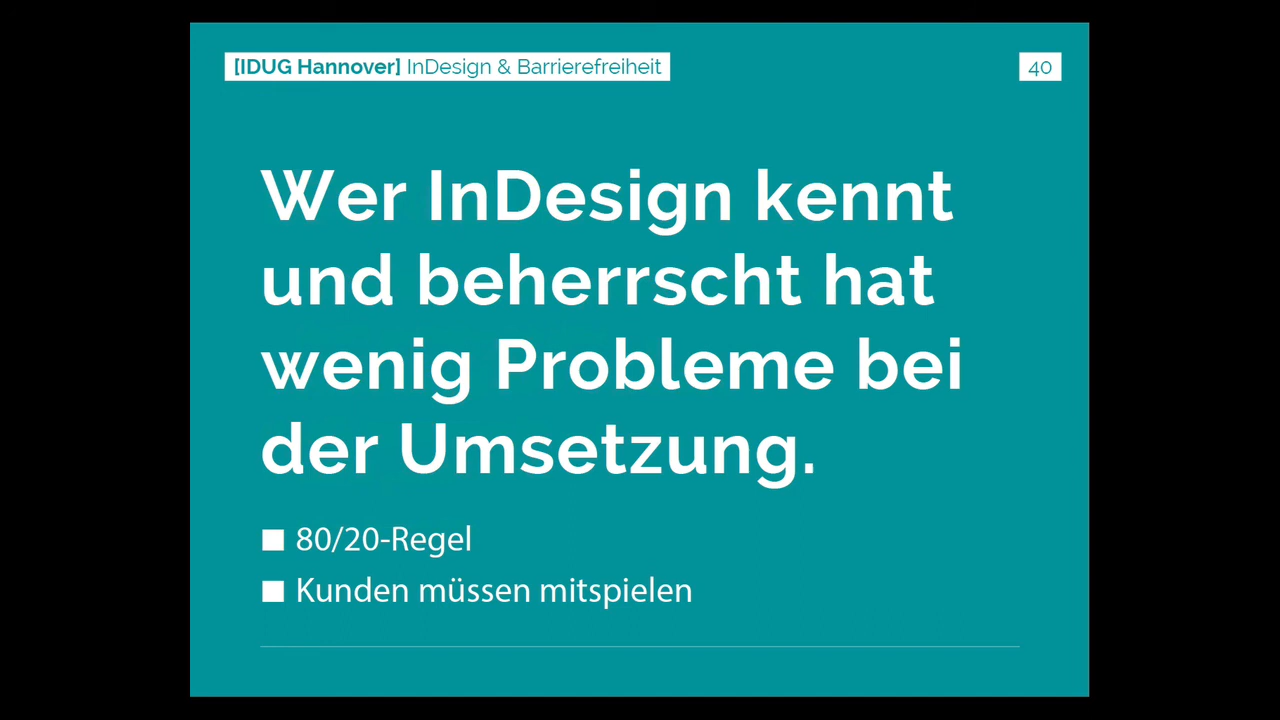 [IDUG Hannover] InDesign & Barrierefreiheit
40
Wer InDesign kennt
und beherrscht hat
wenig Probleme bei
der Umsetzung.
■ 80/20-Regel
■ Kunden müssen mitspielen